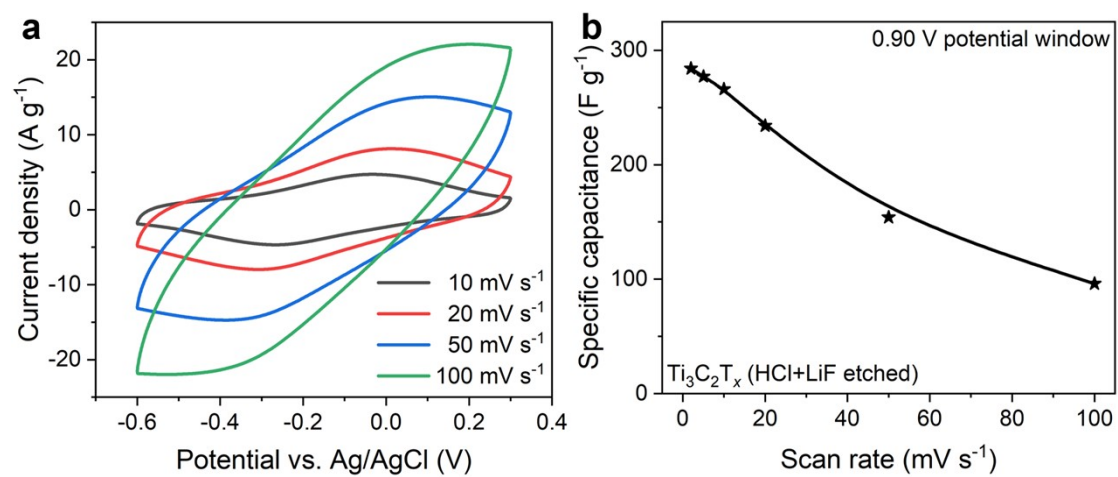 a
20
10
0
-10
-20
-0.6
-0.4
-0.2
0.0
0.2
0.4
Current density (A g⁻¹)
Potential vs. Ag/AgCl (V)
10 mV s⁻¹
20 mV s⁻¹
50 mV s⁻¹
100 mV s⁻¹
b
0.90 V potential window
300
200
100
0
0
20
40
60
80
100
Specific capacitance (F g⁻¹)
Ti₃C₂Tₓ (HCl+LiF etched)
Scan rate (mV s⁻¹)